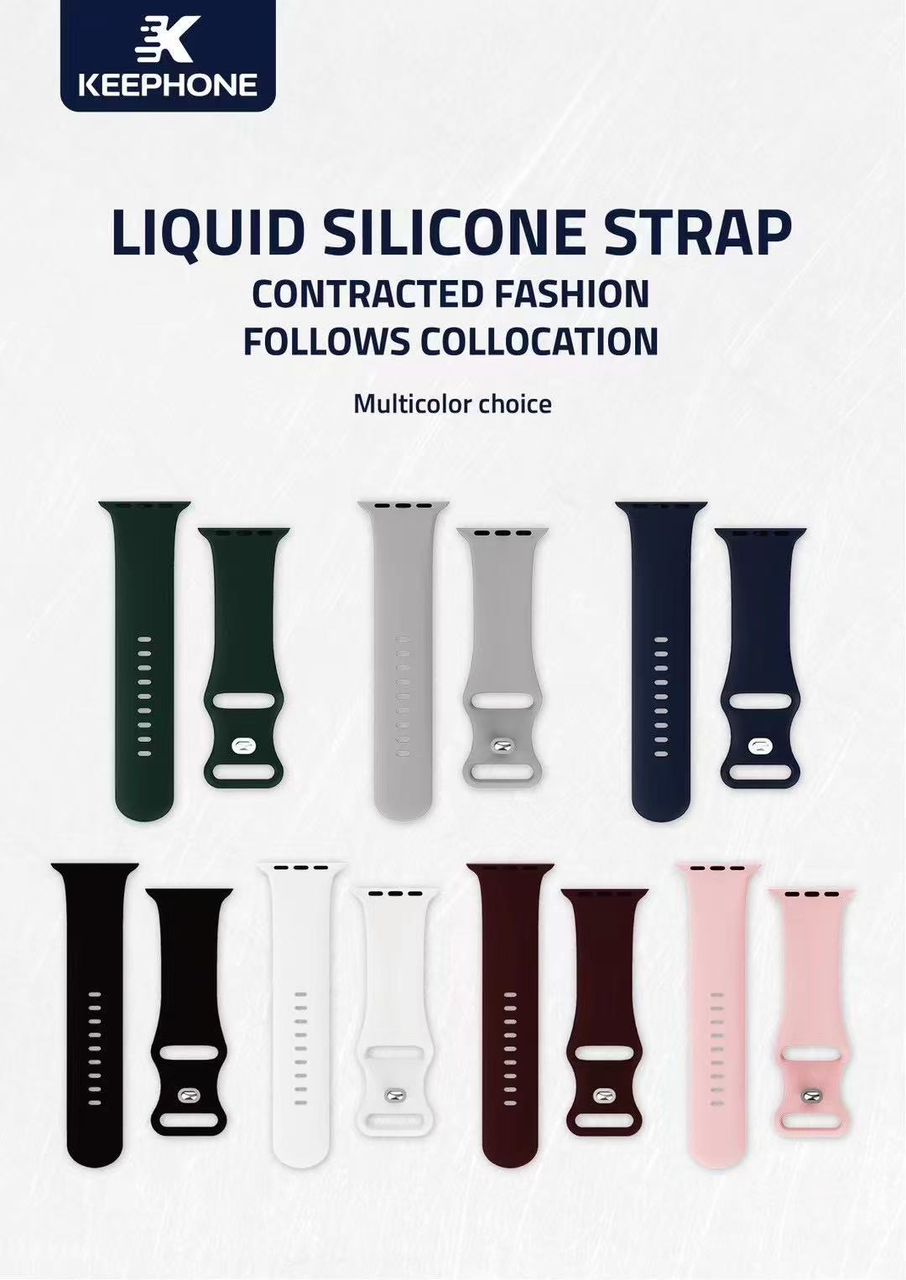 KEEPHONE
LIQUID SILICONE STRAP
CONTRACTED FASHION
FOLLOWS COLLOCATION
Multicolor choice